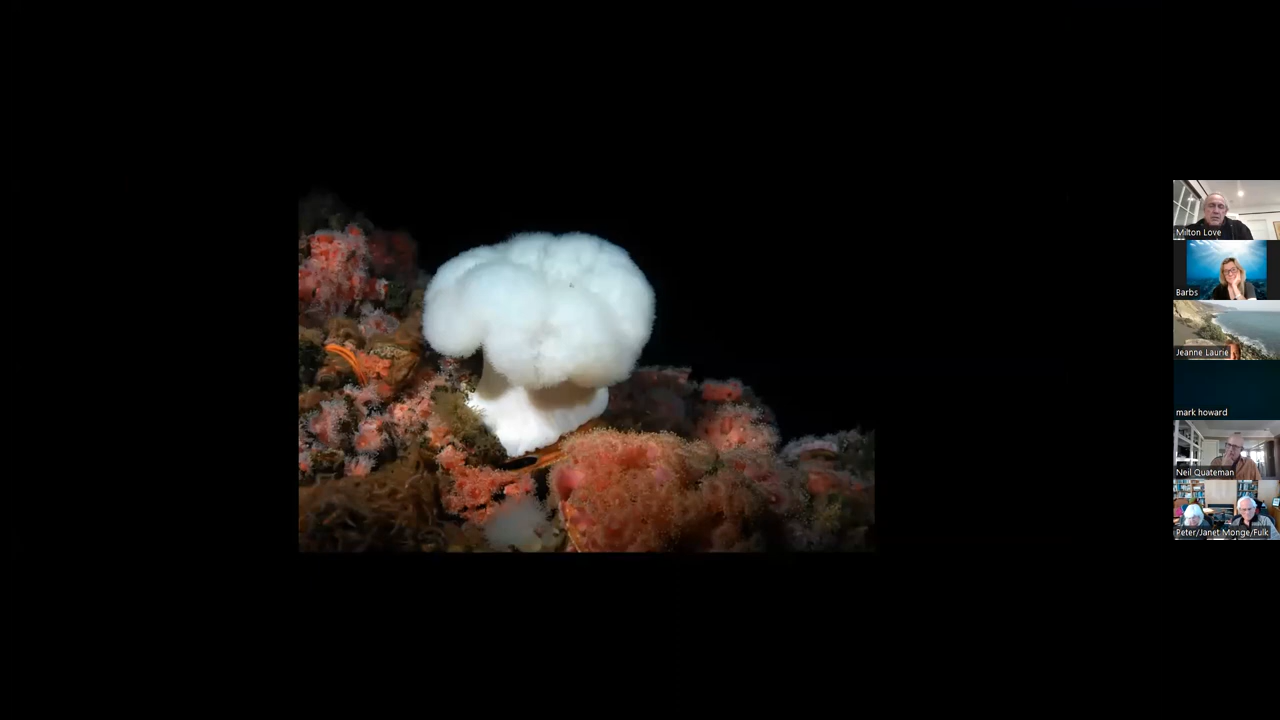 Milton Love
Barbs
Jeanne Laurie
mark howard
Neil Quateman
Peter/Janet Monge/Fulk